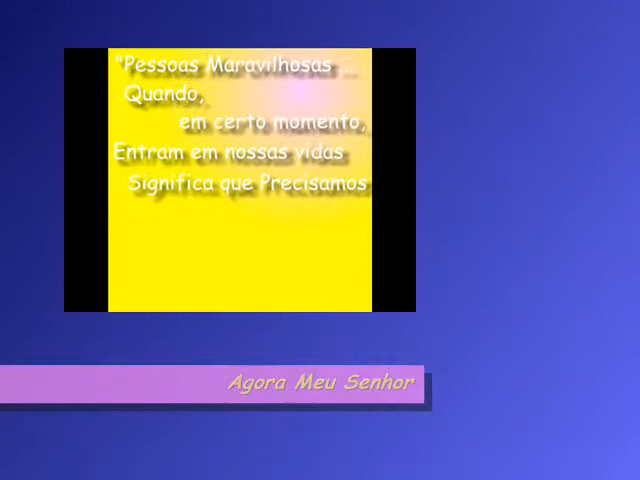 "Pessoas Maravilhosas ...
Quando,
em certo momento,
Entram em nossas vidas
Significa que Precisamos
Agora Meu Senhor